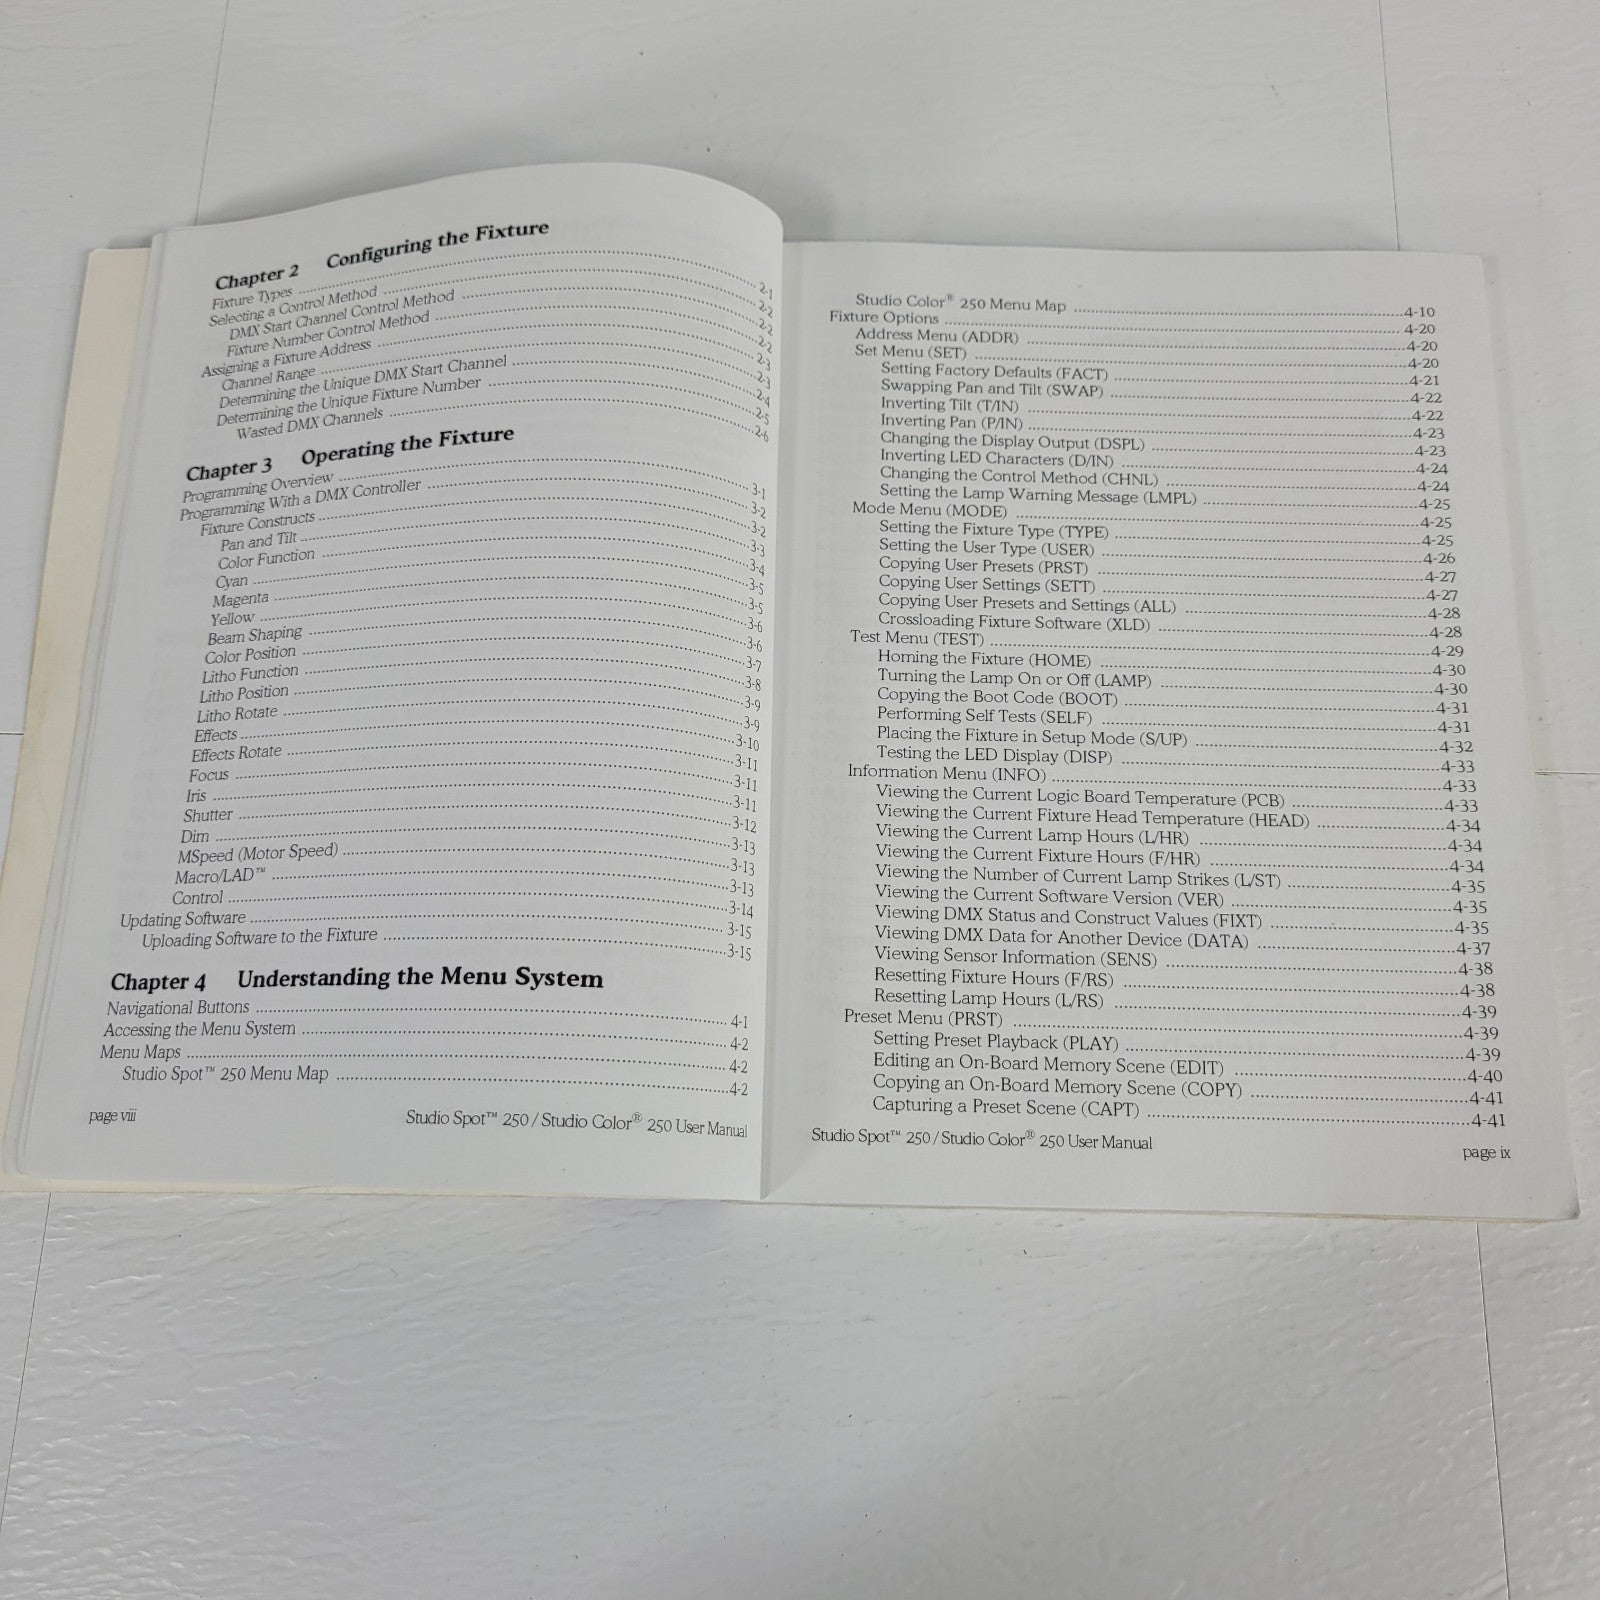 Chapter 2 Configuring the Fixture
Fixture Types ........ 2-1
Selecting a Control Method ........ 2-2
DMX Start Channel Control Method ........ 2-2
Fixture Number Control Method ........ 2-2
Assigning a Fixture Address ........ 2-3
Channel Range ........ 2-3
Determining the Unique DMX Start Channel ........ 2-4
Determining the Unique Fixture Number ........ 2-5
Wasted DMX Channels ........ 2-6
Chapter 3 Operating the Fixture
Programming Overview ........ 3-1
Programming With a DMX Controller ........ 3-2
Fixture Constructs ........ 3-2
Pan and Tilt ........ 3-3
Color Function ........ 3-4
Cyan ........ 3-5
Magenta ........ 3-5
Yellow ........ 3-6
Beam Shaping ........ 3-6
Color Position ........ 3-7
Litho Function ........ 3-8
Litho Position ........ 3-9
Litho Rotate ........ 3-9
Effects ........ 3-10
Effects Rotate ........ 3-11
Focus ........ 3-11
Iris ........ 3-11
Shutter ........ 3-12
Dim ........ 3-13
MSpeed (Motor Speed) ........ 3-13
Macro/LAD™ ........ 3-13
Control ........ 3-14
Updating Software ........ 3-15
Uploading Software to the Fixture ........ 3-15
Chapter 4 Understanding the Menu System
Navigational Buttons ........ 4-1
Accessing the Menu System ........ 4-2
Menu Maps ........ 4-2
Studio Spot™ 250 Menu Map ........ 4-2
page viii Studio Spot™ 250 / Studio Color® 250 User Manual
Studio Color® 250 Menu Map ........ 4-10
Fixture Options ........ 4-20
Address Menu (ADDR) ........ 4-20
Set Menu (SET) ........ 4-20
Setting Factory Defaults (FACT) ........ 4-21
Swapping Pan and Tilt (SWAP) ........ 4-22
Inverting Tilt (T/IN) ........ 4-22
Inverting Pan (P/IN) ........ 4-23
Changing the Display Output (DSPL) ........ 4-23
Inverting LED Characters (D/IN) ........ 4-24
Changing the Control Method (CHNL) ........ 4-24
Setting the Lamp Warning Message (LMPL) ........ 4-25
Mode Menu (MODE) ........ 4-25
Setting the Fixture Type (TYPE) ........ 4-25
Setting the User Type (USER) ........ 4-26
Copying User Presets (PRST) ........ 4-27
Copying User Settings (SETT) ........ 4-27
Copying User Presets and Settings (ALL) ........ 4-28
Crossloading Fixture Software (XLD) ........ 4-28
Test Menu (TEST) ........ 4-29
Homing the Fixture (HOME) ........ 4-30
Turning the Lamp On or Off (LAMP) ........ 4-30
Copying the Boot Code (BOOT) ........ 4-31
Performing Self Tests (SELF) ........ 4-31
Placing the Fixture in Setup Mode (S/UP) ........ 4-32
Testing the LED Display (DISP) ........ 4-33
Information Menu (INFO) ........ 4-33
Viewing the Current Logic Board Temperature (PCB) ........ 4-33
Viewing the Current Fixture Head Temperature (HEAD) ........ 4-34
Viewing the Current Lamp Hours (L/HR) ........ 4-34
Viewing the Current Fixture Hours (F/HR) ........ 4-34
Viewing the Number of Current Lamp Strikes (L/ST) ........ 4-35
Viewing the Current Software Version (VER) ........ 4-35
Viewing DMX Status and Construct Values (FIXT) ........ 4-35
Viewing DMX Data for Another Device (DATA) ........ 4-37
Viewing Sensor Information (SENS) ........ 4-38
Resetting Fixture Hours (F/RS) ........ 4-38
Resetting Lamp Hours (L/RS) ........ 4-39
Preset Menu (PRST) ........ 4-39
Setting Preset Playback (PLAY) ........ 4-39
Editing an On-Board Memory Scene (EDIT) ........ 4-40
Copying an On-Board Memory Scene (COPY) ........ 4-41
Capturing a Preset Scene (CAPT) ........ 4-41
Studio Spot™ 250 / Studio Color® 250 User Manual page ix